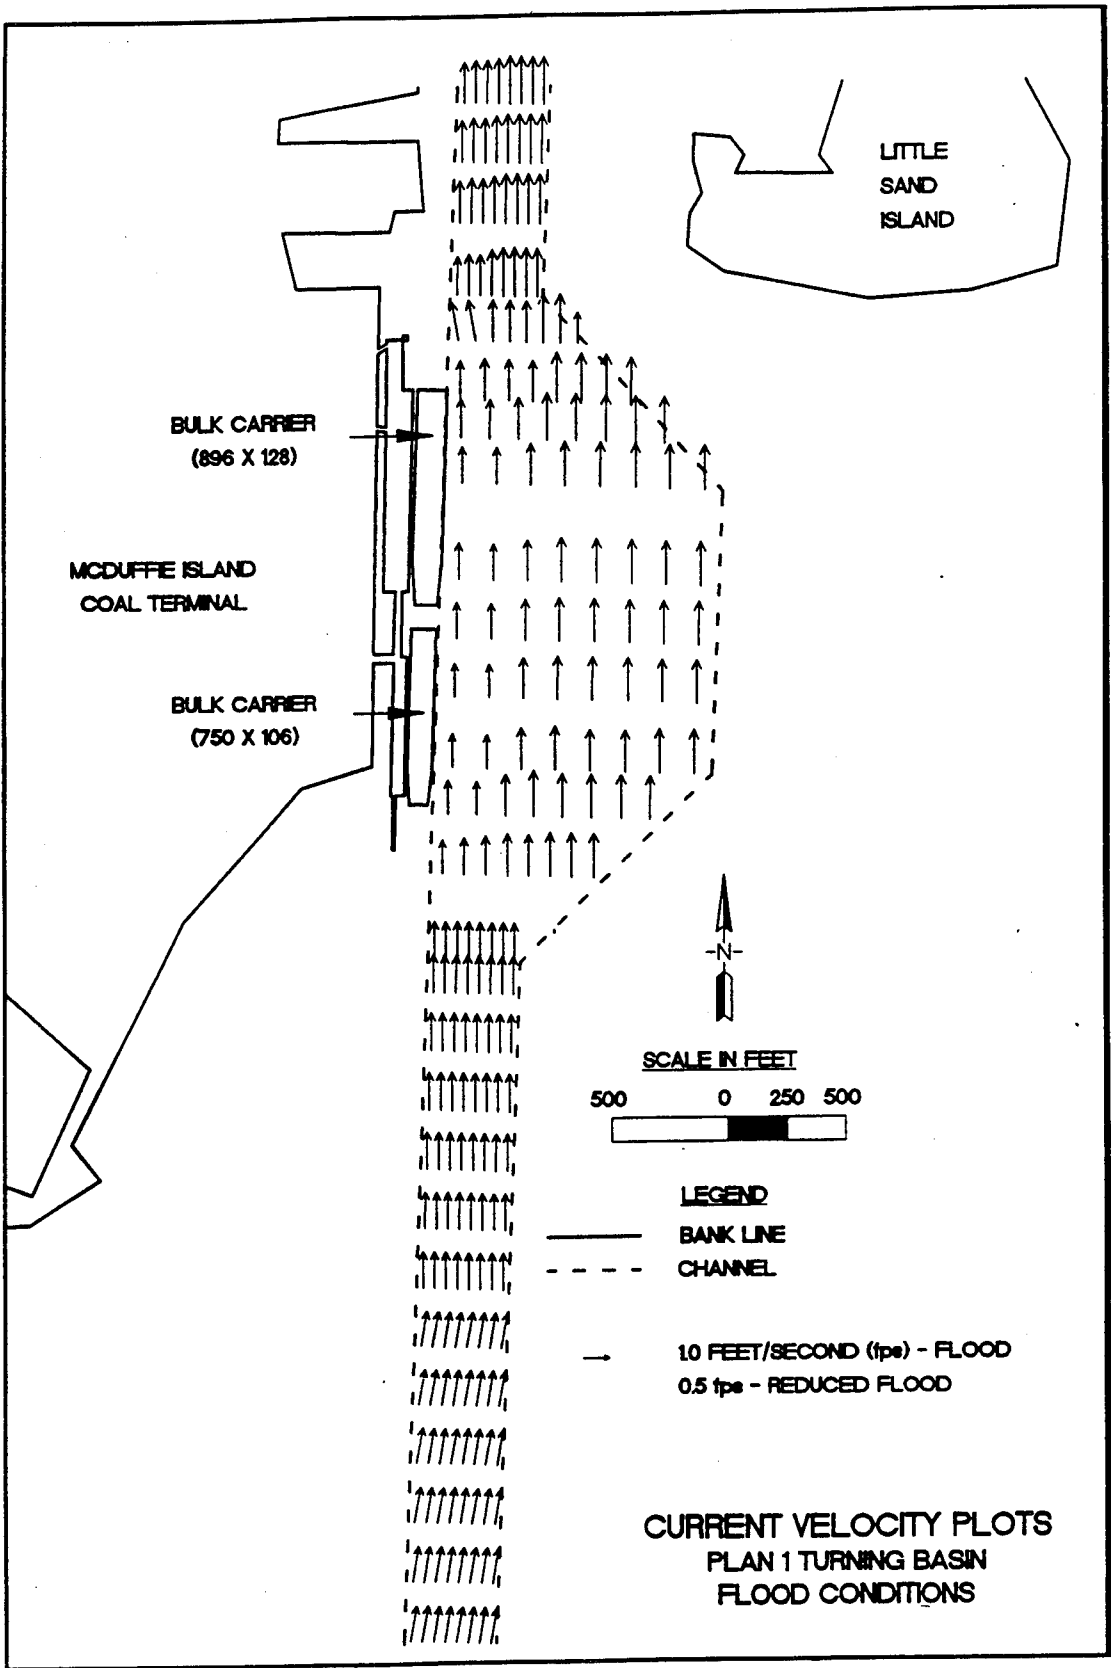 LITTLE
SAND
ISLAND
BULK CARRIER
(896 X 128)
MCDUFFIE ISLAND
COAL TERMINAL
BULK CARRIER
(750 X 106)
-N-
SCALE IN FEET
500 0 250 500
LEGEND
BANK LINE
CHANNEL
1.0 FEET/SECOND (fps) - FLOOD
0.5 fps - REDUCED FLOOD
CURRENT VELOCITY PLOTS
PLAN 1 TURNING BASIN
FLOOD CONDITIONS